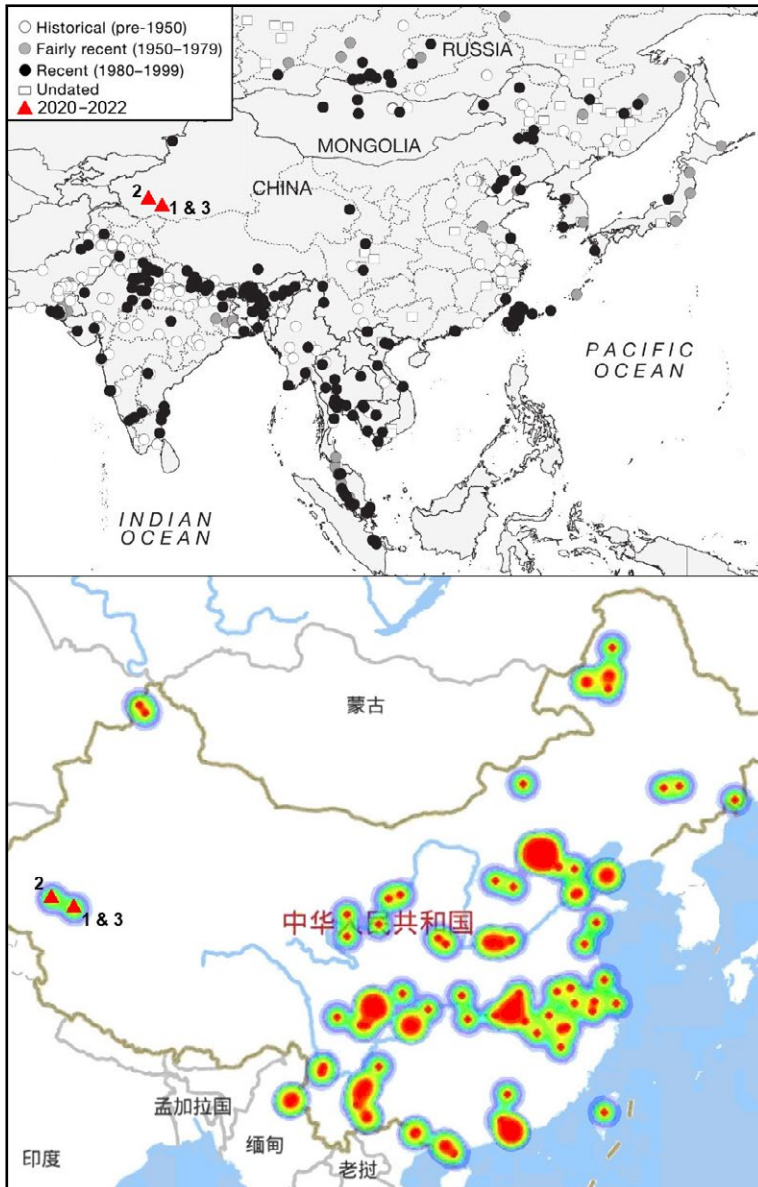 Historical (pre-1950)
Fairly recent (1950–1979)
Recent (1980–1999)
Undated
2020–2022
RUSSIA
MONGOLIA
CHINA
2
1 & 3
PACIFIC
OCEAN
INDIAN
OCEAN
蒙古
2
1 & 3
中华人民共和国
孟加拉国
缅甸
印度
老挝